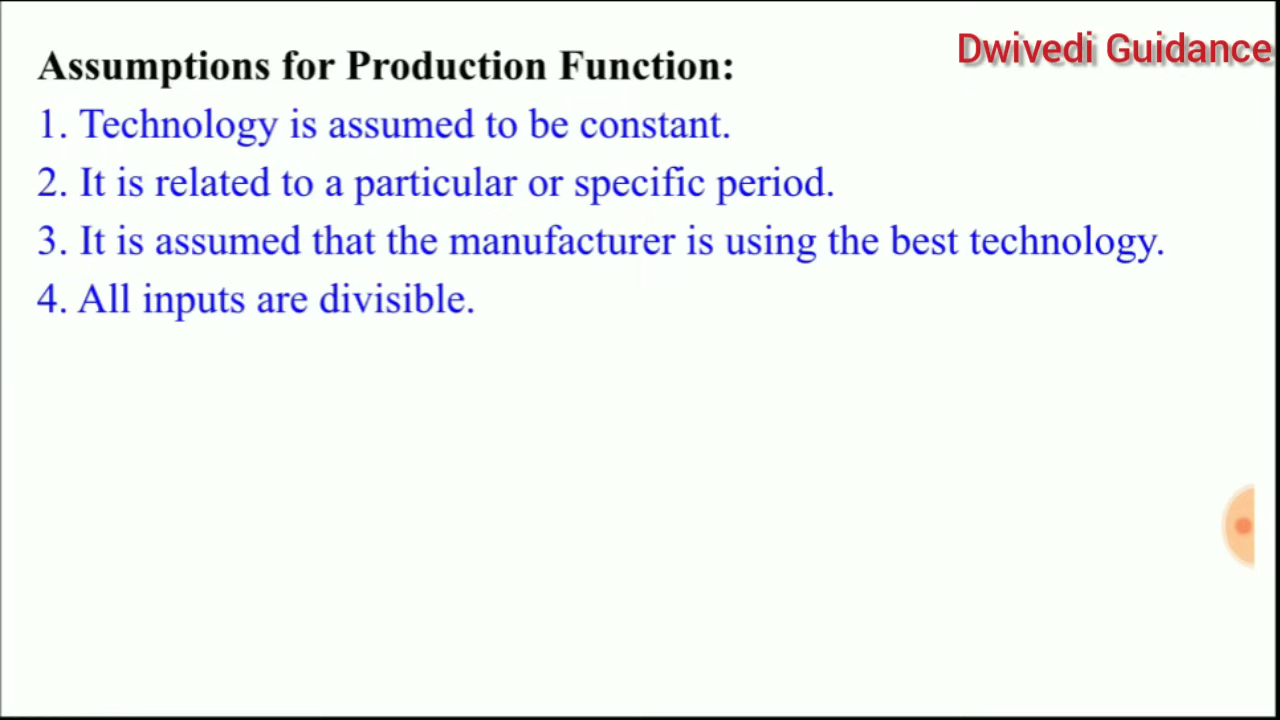 Dwivedi Guidance
Assumptions for Production Function:
1. Technology is assumed to be constant.
2. It is related to a particular or specific period.
3. It is assumed that the manufacturer is using the best technology.
4. All inputs are divisible.